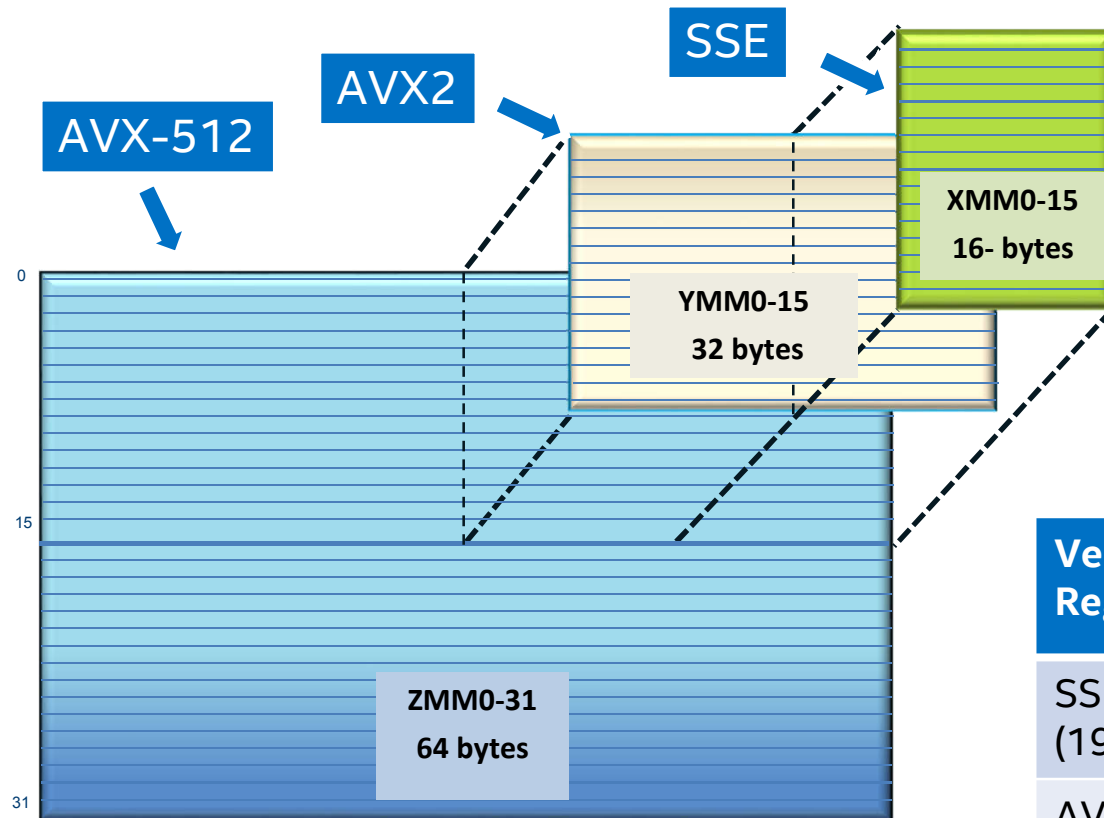 SSE
AVX2
AVX-512
XMM0-15
16- bytes
0
YMM0-15
32 bytes
15
ZMM0-31
64 bytes
31